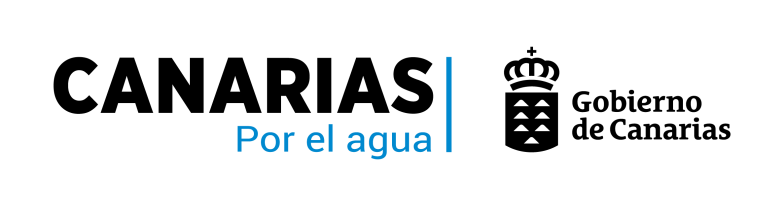 CANARIAS
Por el agua
Gobierno
de Canarias